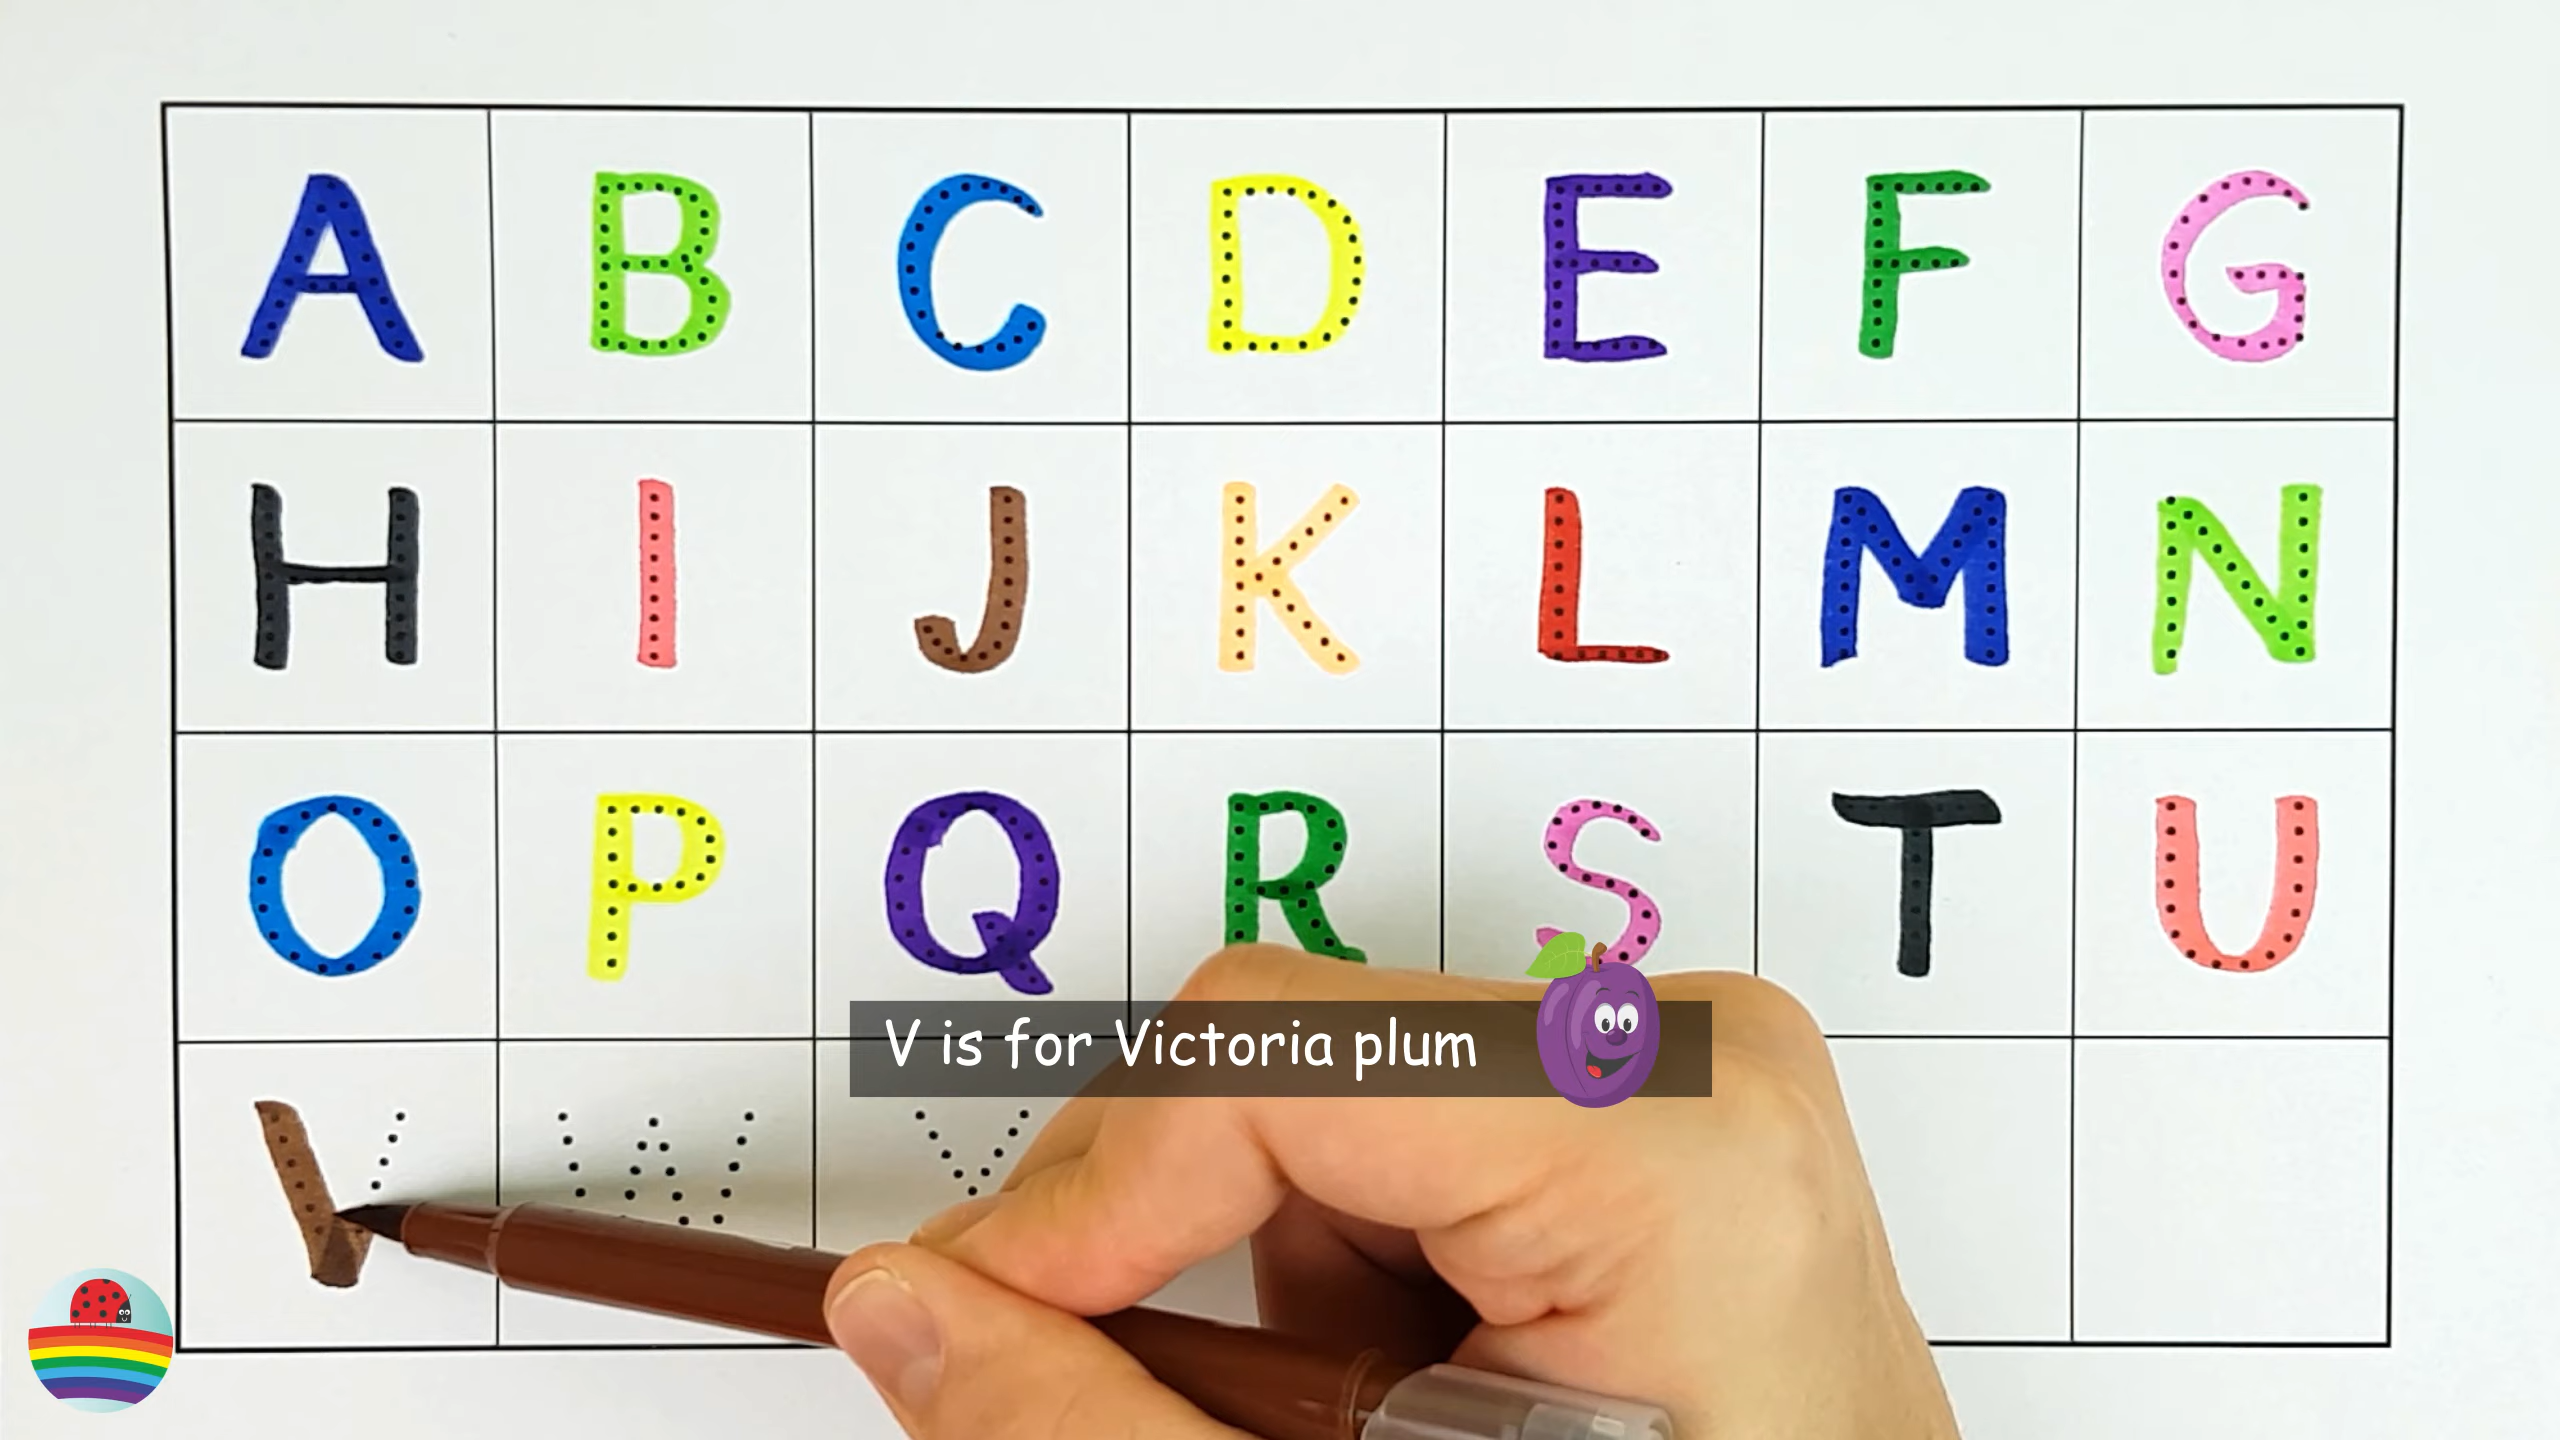 A B C D E F G
H I J K L M N
O P Q R S T U
V is for Victoria plum
V W